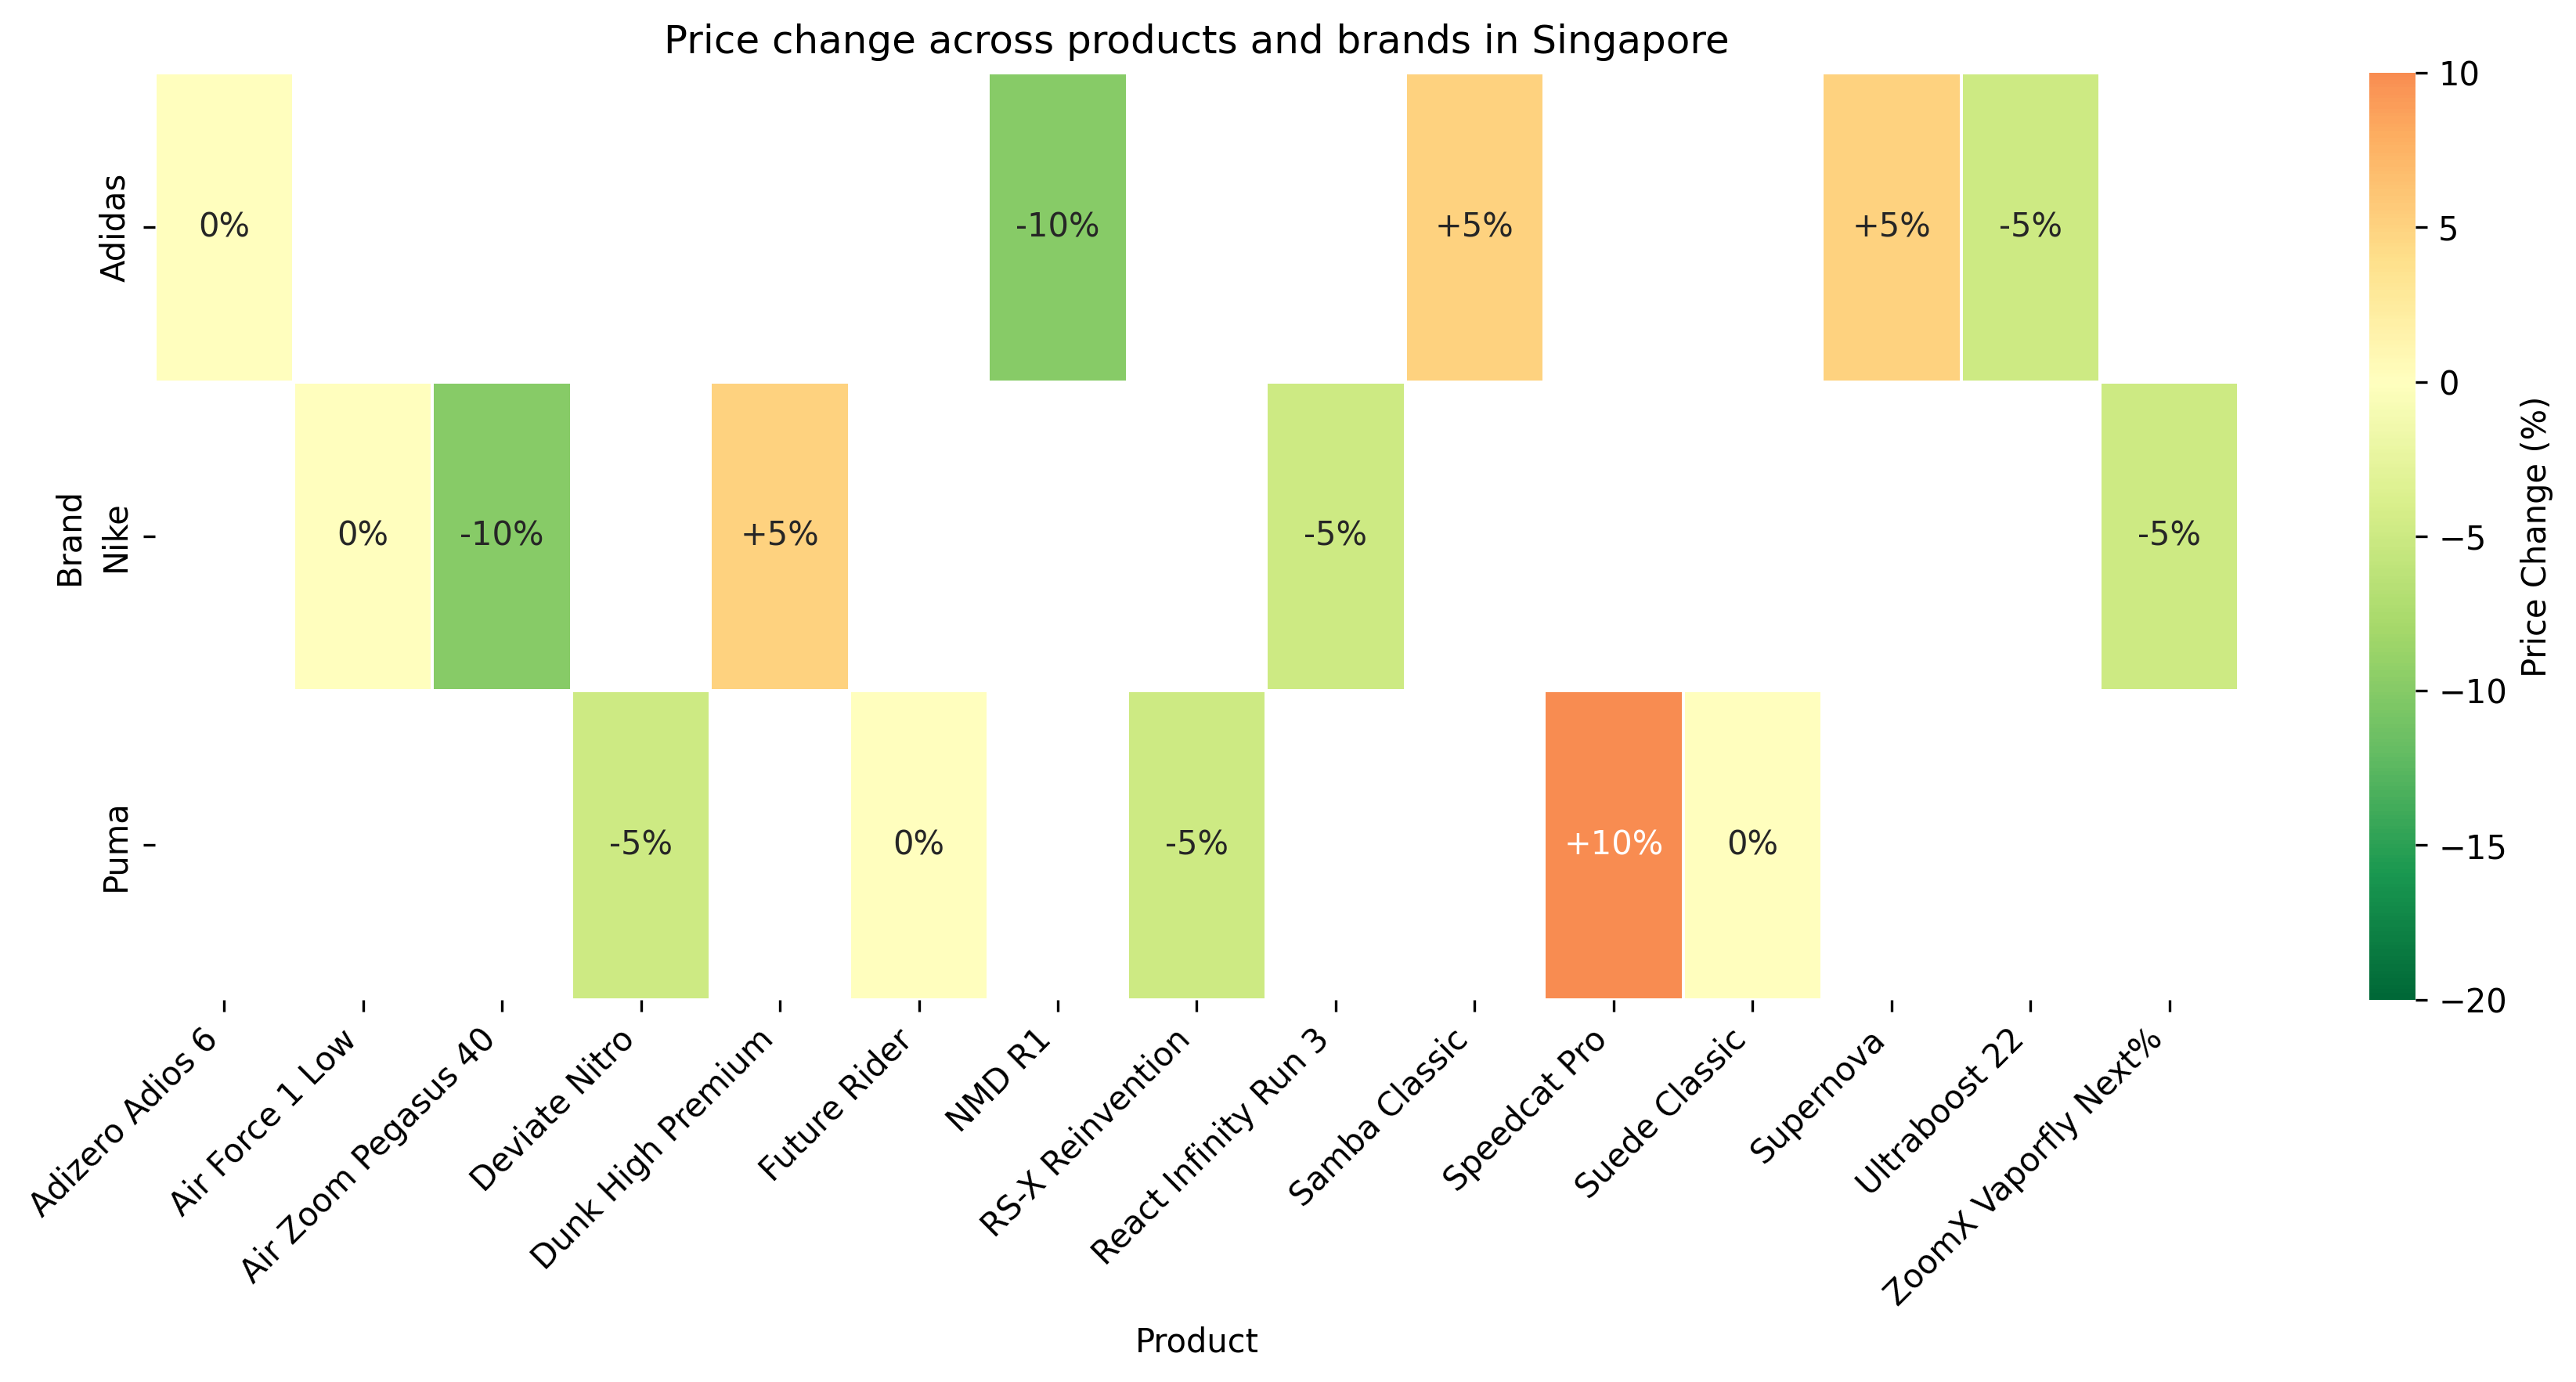 Price change across products and brands in Singapore
Brand
Adidas
0%
-10%
+5%
+5%
-5%
Nike
0%
-10%
+5%
-5%
-5%
Puma
-5%
0%
-5%
+10%
0%
Adizero Adios 6
Air Force 1 Low
Air Zoom Pegasus 40
Deviate Nitro
Dunk High Premium
Future Rider
NMD R1
RS-X Reinvention
React Infinity Run 3
Samba Classic
Speedcat Pro
Suede Classic
Supernova
Ultraboost 22
ZoomX Vaporfly Next%
Product
10
5
0
−5
−10
−15
−20
Price Change (%)